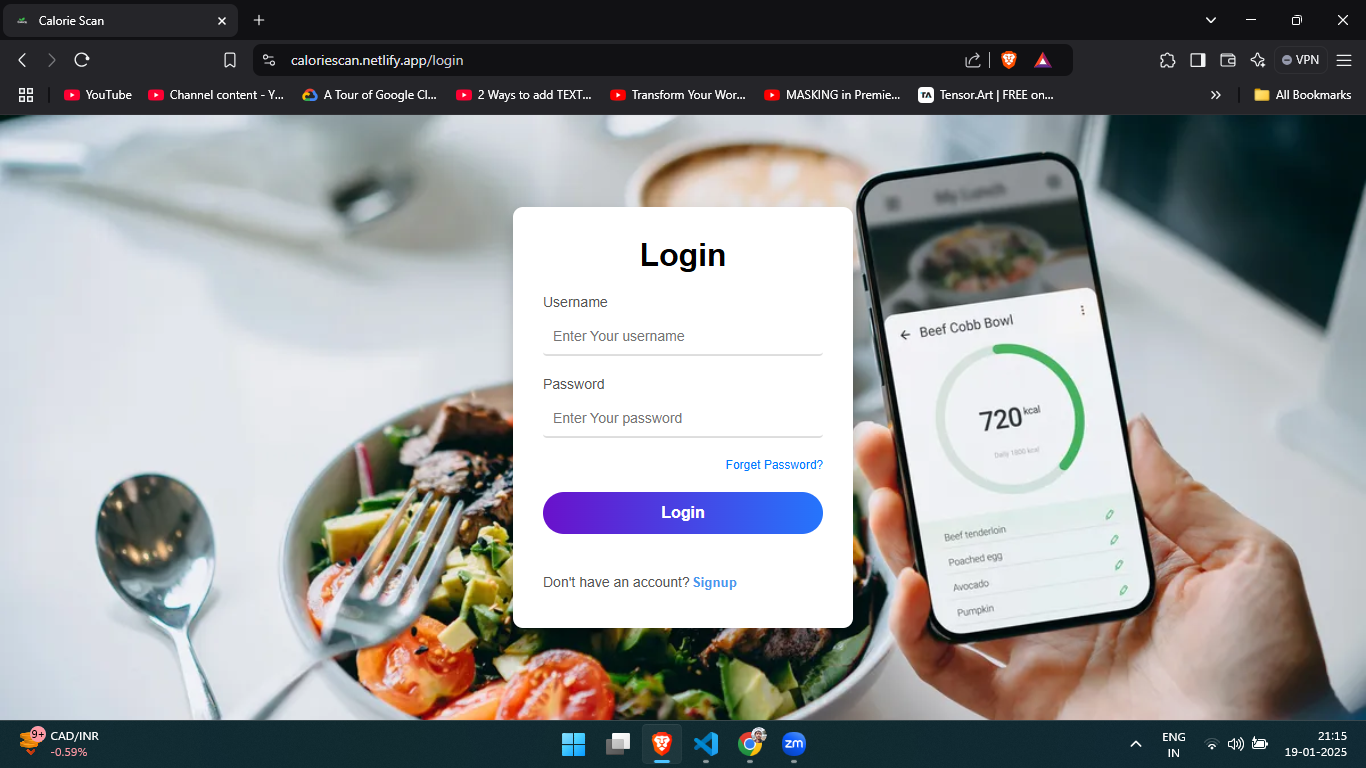 Calorie Scan
caloriescan.netlify.app/login
VPN
YouTube
Channel content - Y...
A Tour of Google Cl...
2 Ways to add TEXT...
Transform Your Wor...
MASKING in Premie...
TA
Tensor.Art | FREE on...
All Bookmarks
My Lunch
Login
Username
Enter Your username
Password
Enter Your password
Forget Password?
Login
Don't have an account? Signup
Beef Cobb Bowl
720 kcal
Daily 1800 kcal
Beef tenderloin
Poached egg
Avocado
Pumpkin
9+
CAD/INR
-0.59%
zm
ENG
IN
21:15
19-01-2025